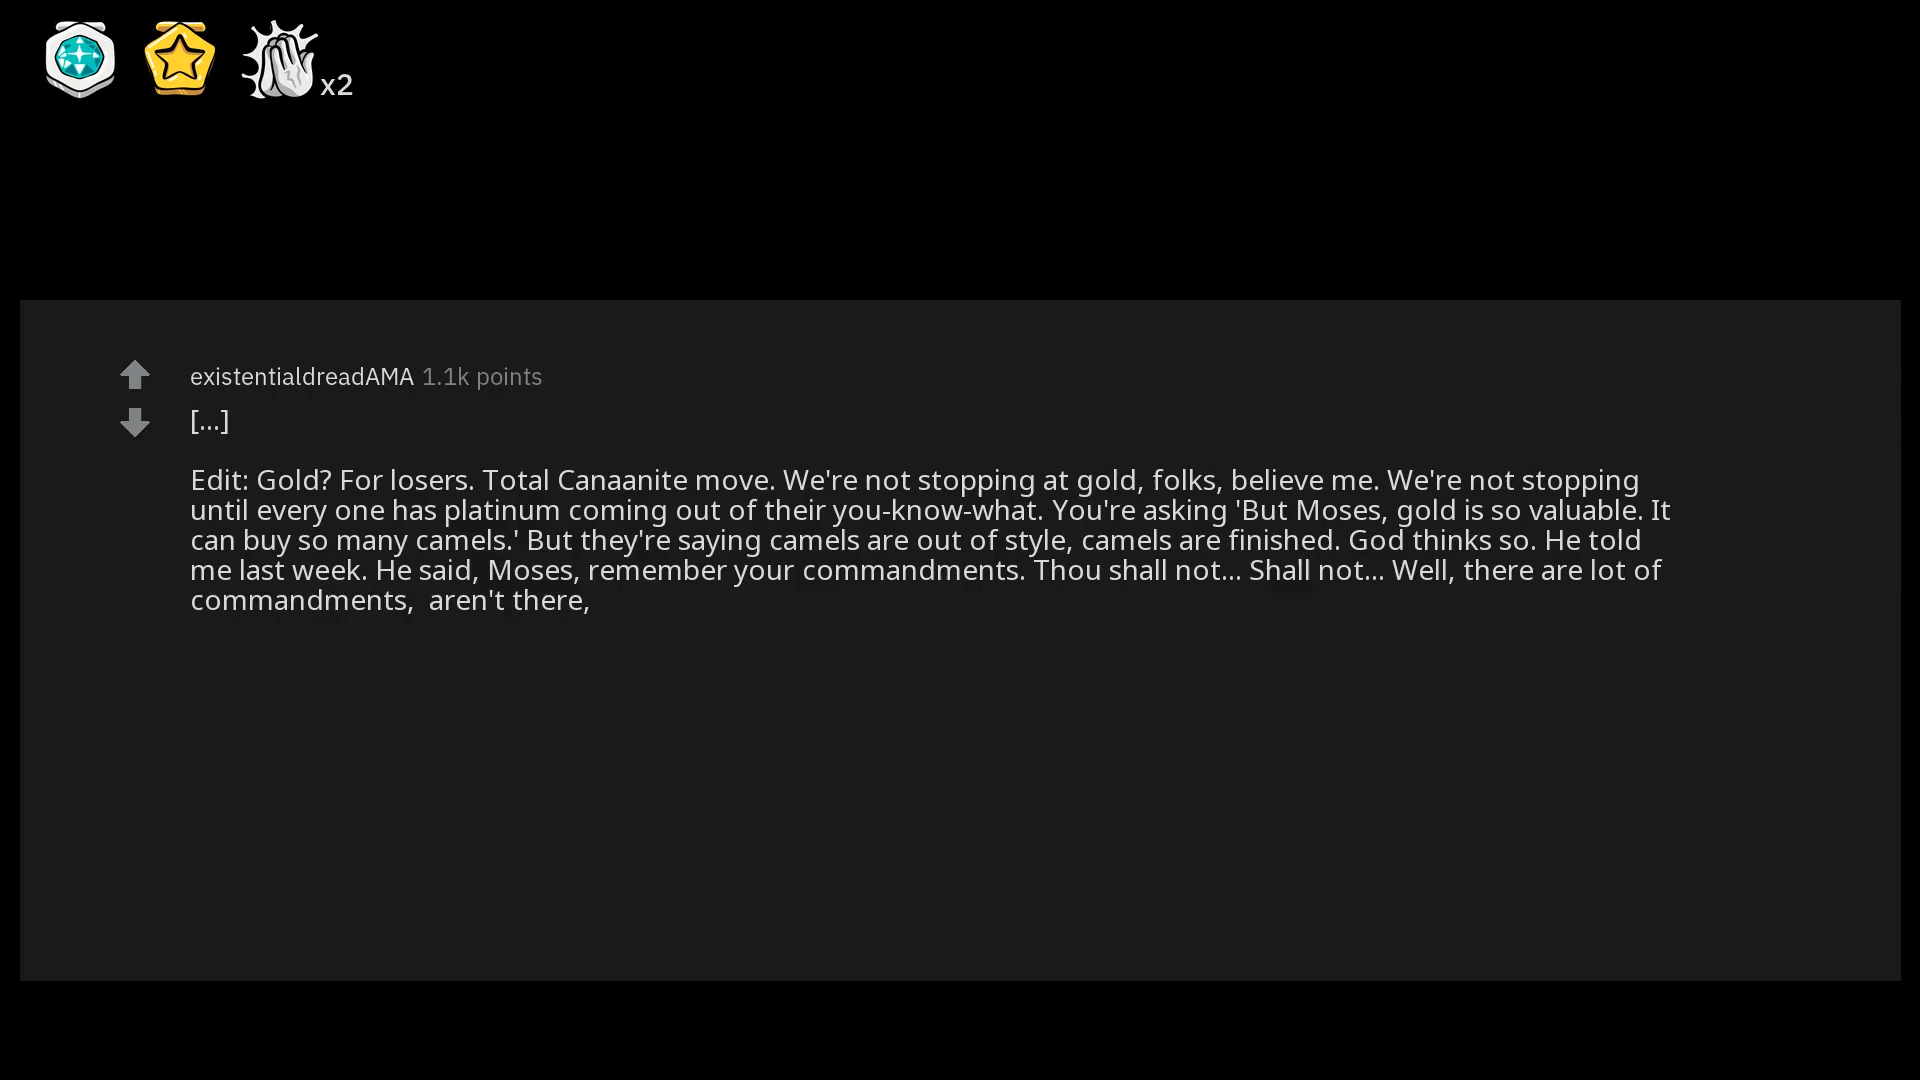 x2
existentialdreadAMA 1.1k points
[...]
Edit: Gold? For losers. Total Canaanite move. We're not stopping at gold, folks, believe me. We're not stopping
until every one has platinum coming out of their you-know-what. You're asking 'But Moses, gold is so valuable. It
can buy so many camels.' But they're saying camels are out of style, camels are finished. God thinks so. He told
me last week. He said, Moses, remember your commandments. Thou shall not... Shall not... Well, there are lot of
commandments,  aren't there,